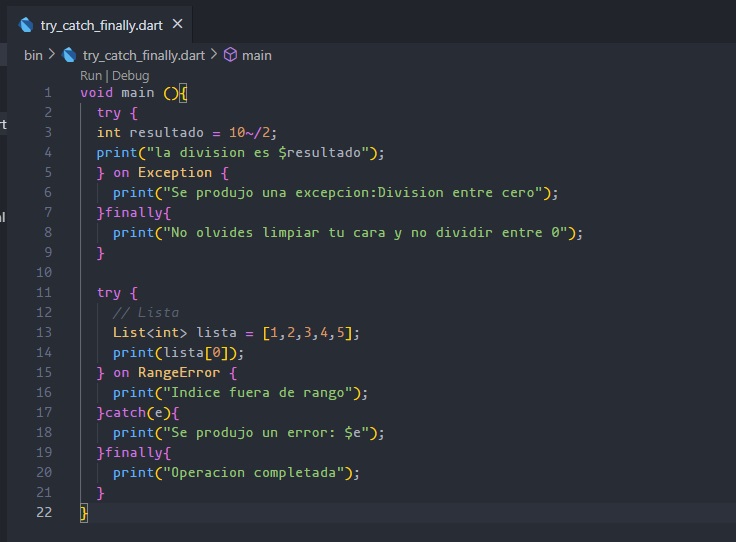 try_catch_finally.dart ×
bin > try_catch_finally.dart > main
Run | Debug
1 void main (){
2 try {
3 int resultado = 10~/2;
4 print("la division es $resultado");
5 } on Exception {
6 print("Se produjo una excepcion:Division entre cero");
7 }finally{
8 print("No olvides limpiar tu cara y no dividir entre 0");
9 }
10
11 try {
12 // Lista
13 List<int> lista = [1,2,3,4,5];
14 print(lista[0]);
15 } on RangeError {
16 print("Indice fuera de rango");
17 }catch(e){
18 print("Se produjo un error: $e");
19 }finally{
20 print("Operacion completada");
21 }
22 }